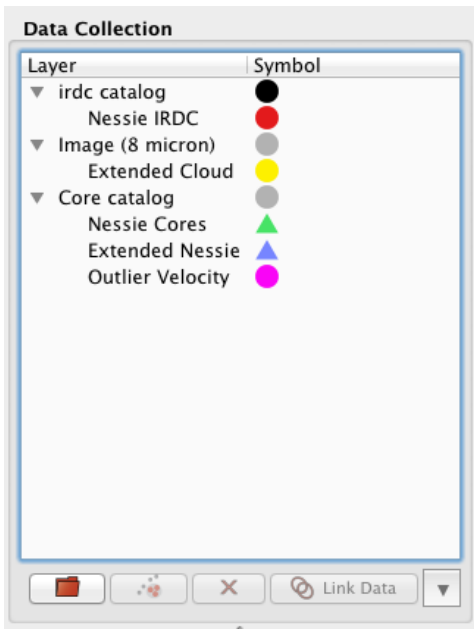 Data Collection
Layer Symbol
irdc catalog
Nessie IRDC
Image (8 micron)
Extended Cloud
Core catalog
Nessie Cores
Extended Nessie
Outlier Velocity
Link Data